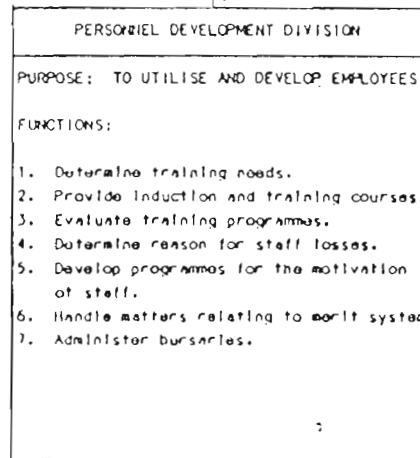 PERSONNEL DEVELOPMENT DIVISION
PURPOSE: TO UTILISE AND DEVELOP EMPLOYEES
FUNCTIONS:
1. Determine training needs.
2. Provide induction and training courses
3. Evaluate training programmes.
4. Determine reason for staff losses.
5. Develop programmes for the motivation
of staff.
6. Handle matters relating to merit syste
7. Administer bursaries.